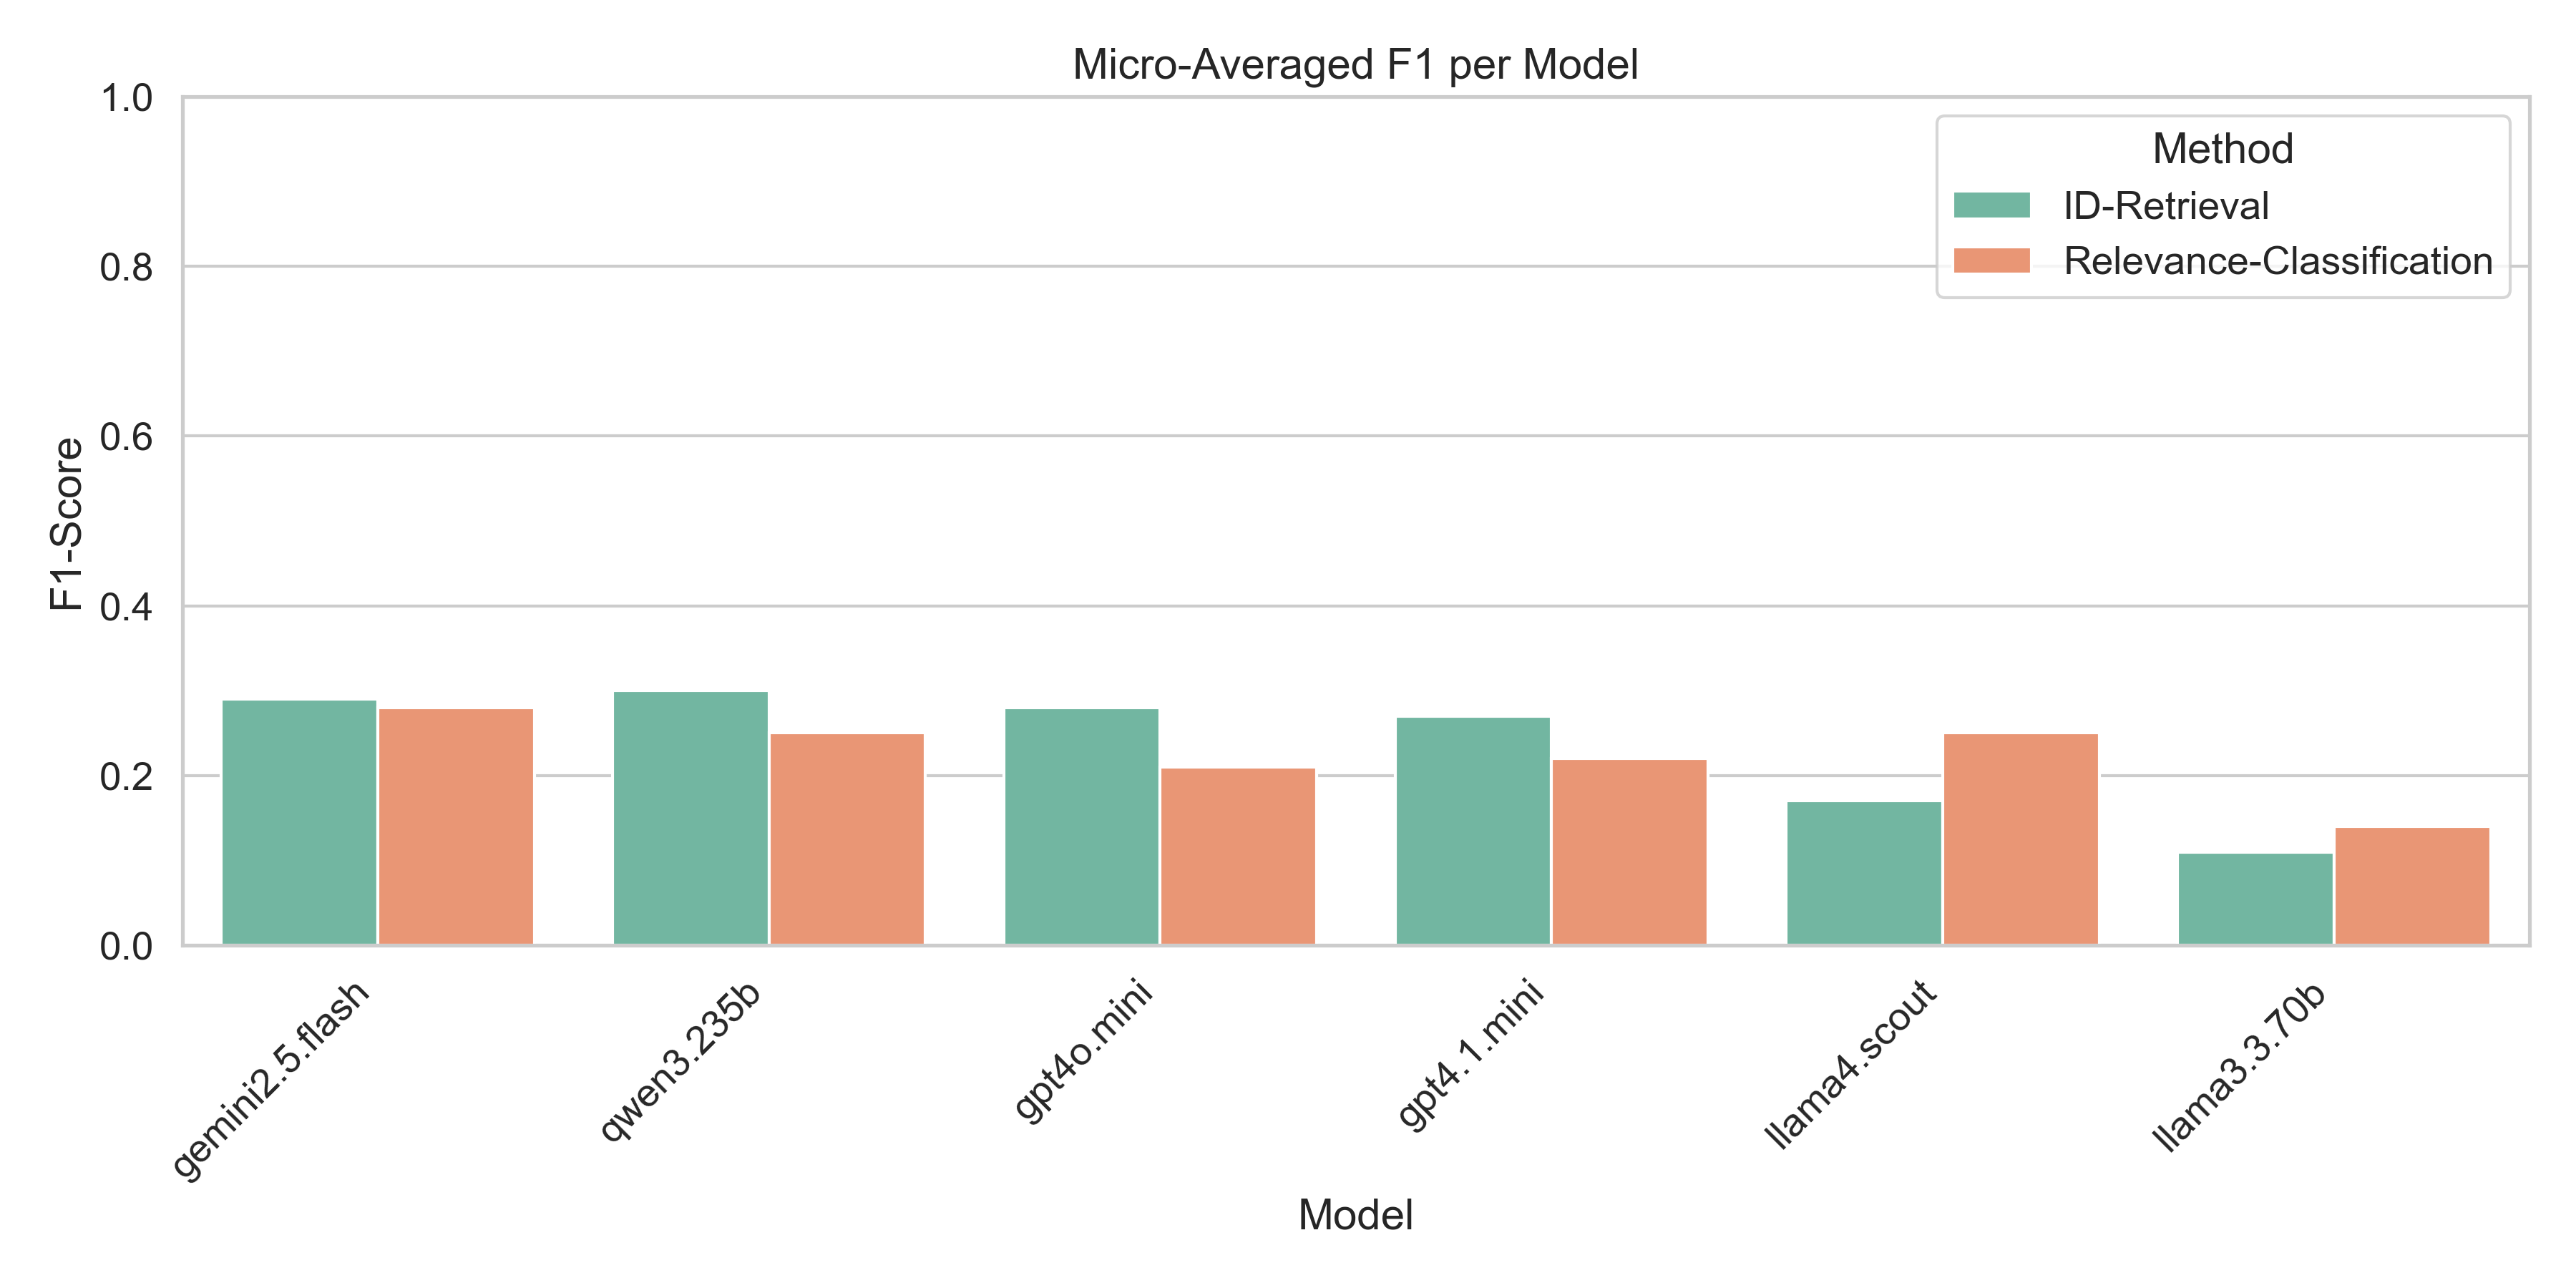 Micro-Averaged F1 per Model
1.0
0.8
0.6
0.4
0.2
0.0
F1-Score
Method
ID-Retrieval
Relevance-Classification
gemini2.5.flash
qwen3.235b
gpt4o.mini
gpt4.1.mini
llama4.scout
llama3.3.70b
Model